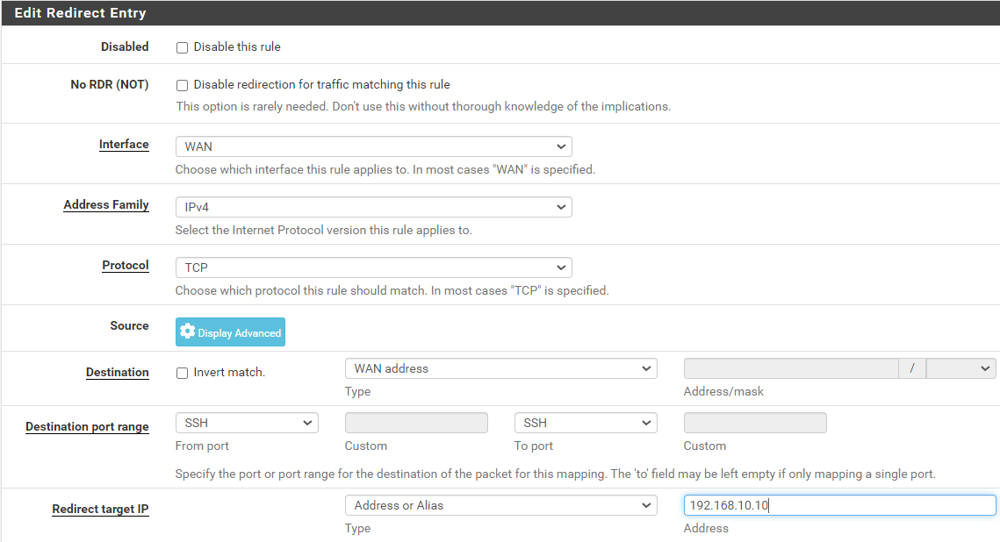 Edit Redirect Entry
Disabled Disable this rule
No RDR (NOT) Disable redirection for traffic matching this rule
This option is rarely needed. Don't use this without thorough knowledge of the implications.
Interface WAN
Choose which interface this rule applies to. In most cases "WAN" is specified.
Address Family IPv4
Select the Internet Protocol version this rule applies to.
Protocol TCP
Choose which protocol this rule should match. In most cases "TCP" is specified.
Source Display Advanced
Destination Invert match. WAN address /
Type Address/mask
Destination port range SSH SSH
From port Custom To port Custom
Specify the port or port range for the destination of the packet for this mapping. The 'to' field may be left empty if only mapping a single port.
Redirect target IP Address or Alias 192.168.10.10
Type Address